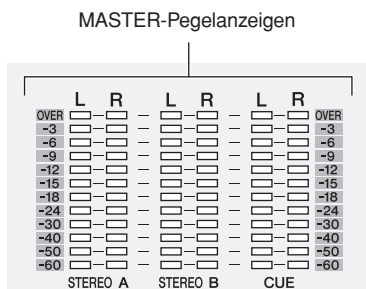 MASTER-Pegelanzeigen
L R L R L R
OVER OVER
-3 -3
-6 -6
-9 -9
-12 -12
-15 -15
-18 -18
-24 -24
-30 -30
-40 -40
-50 -50
-60 -60
STEREO A STEREO B CUE